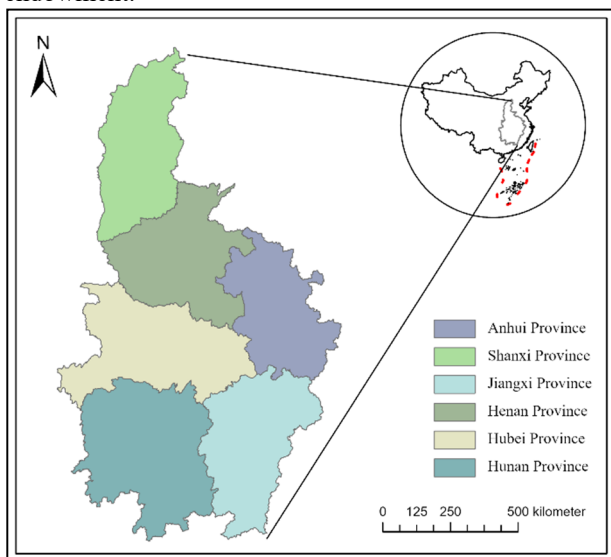 N
Anhui Province
Shanxi Province
Jiangxi Province
Henan Province
Hubei Province
Hunan Province
0 125 250 500 kilometer